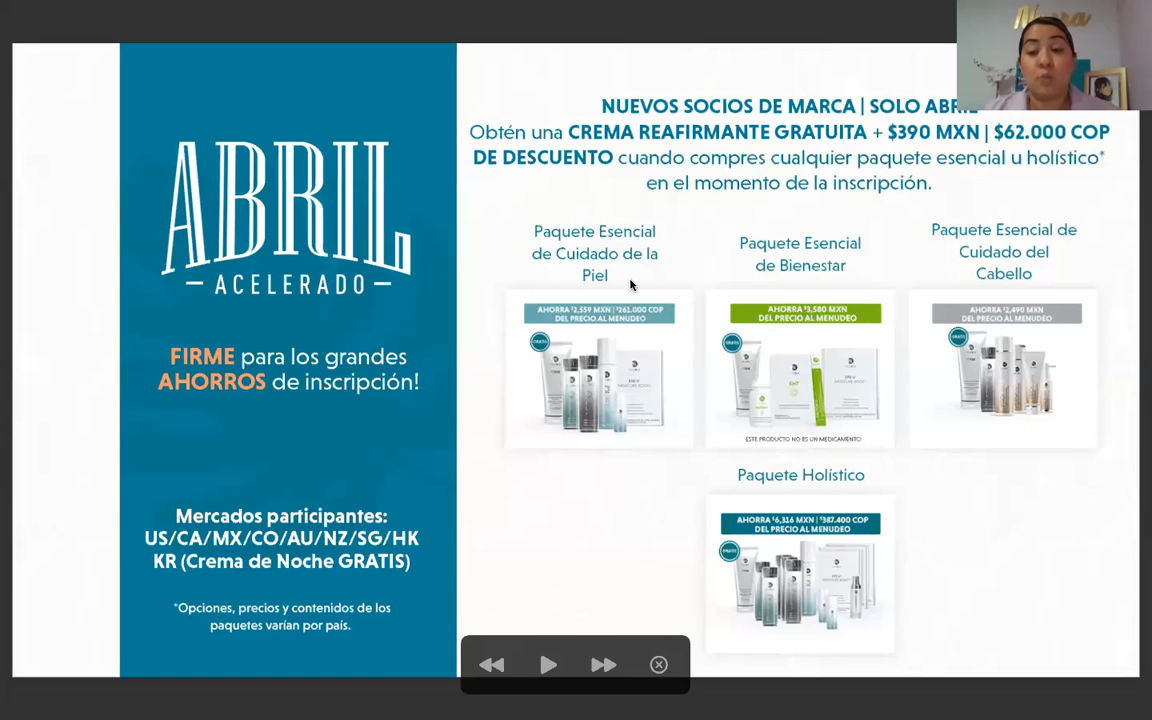 ABRIL
ACELERADO
FIRME para los grandes
AHORROS de inscripción!
Mercados participantes:
US/CA/MX/CO/AU/NZ/SG/HK
KR (Crema de Noche GRATIS)
*Opciones, precios y contenidos de los
paquetes varían por país.
NUEVOS SOCIOS DE MARCA | SOLO ABRIL
Obtén una CREMA REAFIRMANTE GRATUITA + $390 MXN | $62.000 COP
DE DESCUENTO cuando compres cualquier paquete esencial u holístico*
en el momento de la inscripción.
Paquete Esencial
de Cuidado de la
Piel
AHORRA $2,559 MXN | $261.000 COP
DEL PRECIO AL MENUDEO
GRATIS
Paquete Esencial
de Bienestar
AHORRA $3,580 MXN
DEL PRECIO AL MENUDEO
GRATIS
ESTE PRODUCTO NO ES UN MEDICAMENTO
Paquete Esencial de
Cuidado del
Cabello
AHORRA $2,490 MXN
DEL PRECIO AL MENUDEO
GRATIS
Paquete Holístico
AHORRA $6,316 MXN | $387.400 COP
DEL PRECIO AL MENUDEO
GRATIS